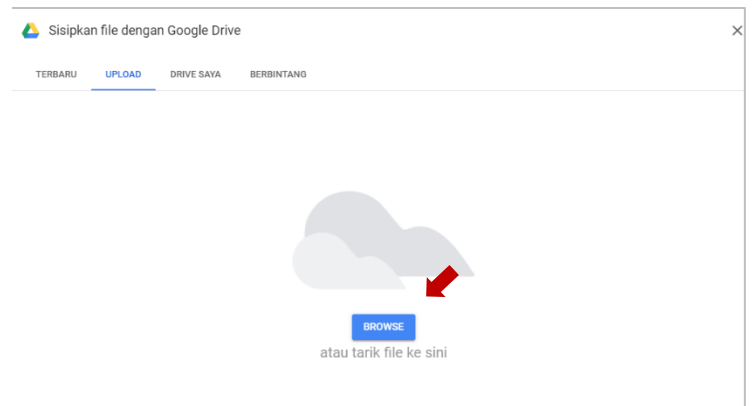 Sisipkan file dengan Google Drive
TERBARU UPLOAD DRIVE SAYA BERBINTANG
BROWSE
atau tarik file ke sini